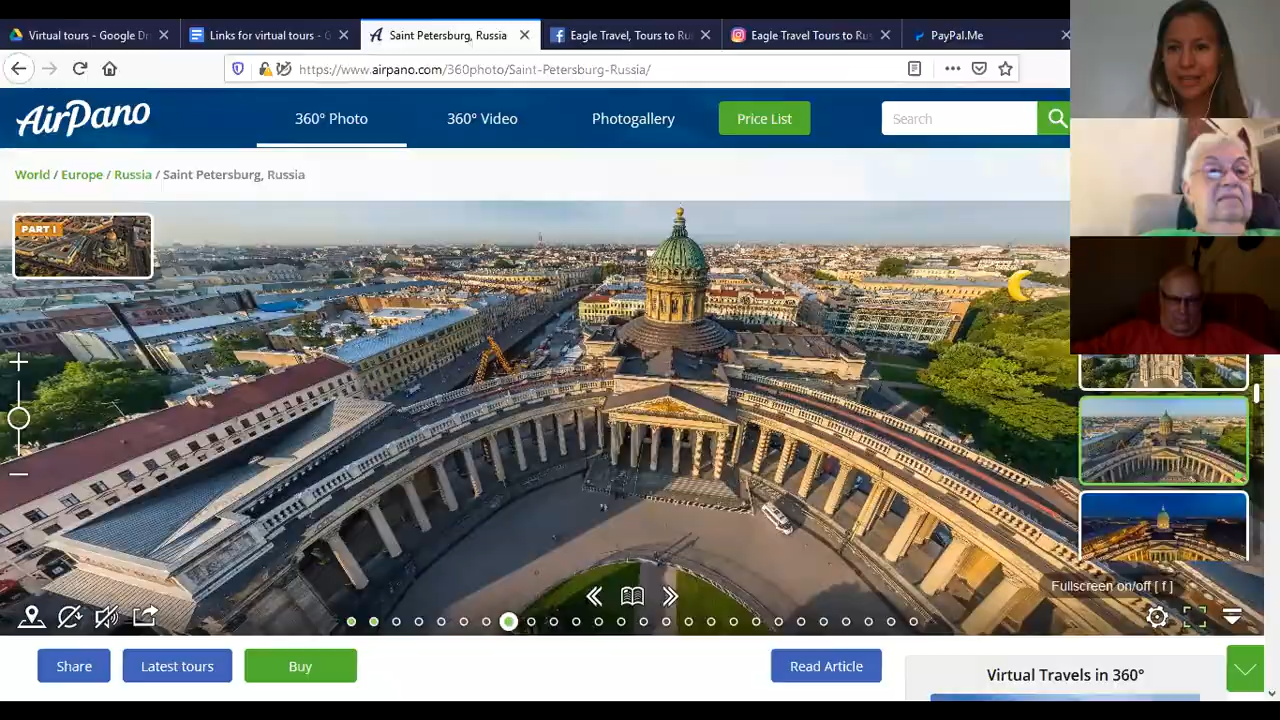 Virtual tours - Google Dr
Links for virtual tours - G
Saint Petersburg, Russia
Eagle Travel, Tours to Ru
Eagle Travel Tours to Rus
PayPal.Me
https://www.airpano.com/360photo/Saint-Petersburg-Russia/
AirPano
360° Photo
360° Video
Photogallery
Price List
Search
World / Europe / Russia / Saint Petersburg, Russia
PART I
Fullscreen on/off [ f ]
Share
Latest tours
Buy
Read Article
Virtual Travels in 360°